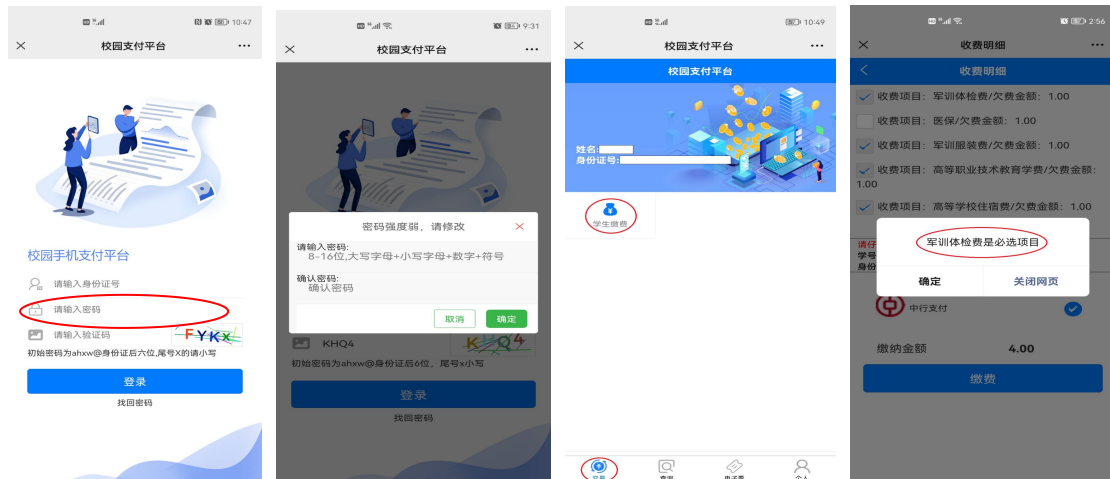 10:47
校园支付平台
校园手机支付平台
请输入身份证号
请输入密码
请输入验证码
FYKX
初始密码为ahxw@身份证后六位,尾号X的请小写
登录
找回密码
9:31
校园支付平台
密码强度弱，请修改
请输入密码:
8~16位,大写字母+小写字母+数字+符号
确认密码:
确认密码
取消
确定
KHQ4
KHQ4
初始密码为ahxw@身份证后6位，尾号x小写
登录
找回密码
10:49
校园支付平台
校园支付平台
姓名:
身份证号:
学生缴费
交易
查询
电子票
个人
2:56
收费明细
收费明细
收费项目：军训体检费/欠费金额：1.00
收费项目：医保/欠费金额：1.00
收费项目：军训服装费/欠费金额：1.00
收费项目：高等职业技术教育学费/欠费金额：
1.00
收费项目：高等学校住宿费/欠费金额：1.00
请仔
学号
身份
军训体检费是必选项目
确定
关闭网页
中行支付
缴纳金额
4.00
缴费